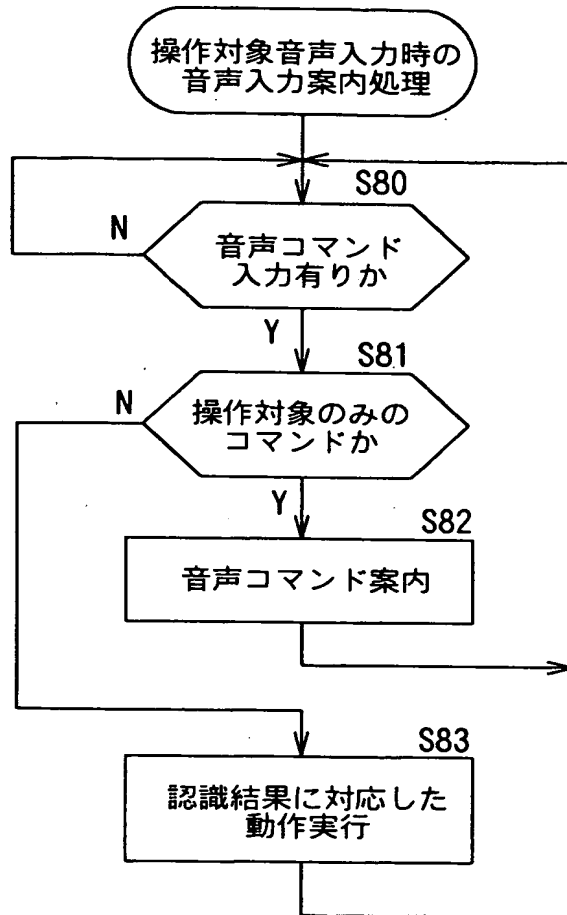 操作対象音声入力時の
音声入力案内処理
S80
N
音声コマンド
入力有りか
Y
S81
N
操作対象のみの
コマンドか
Y
S82
音声コマンド案内
S83
認識結果に対応した
動作実行